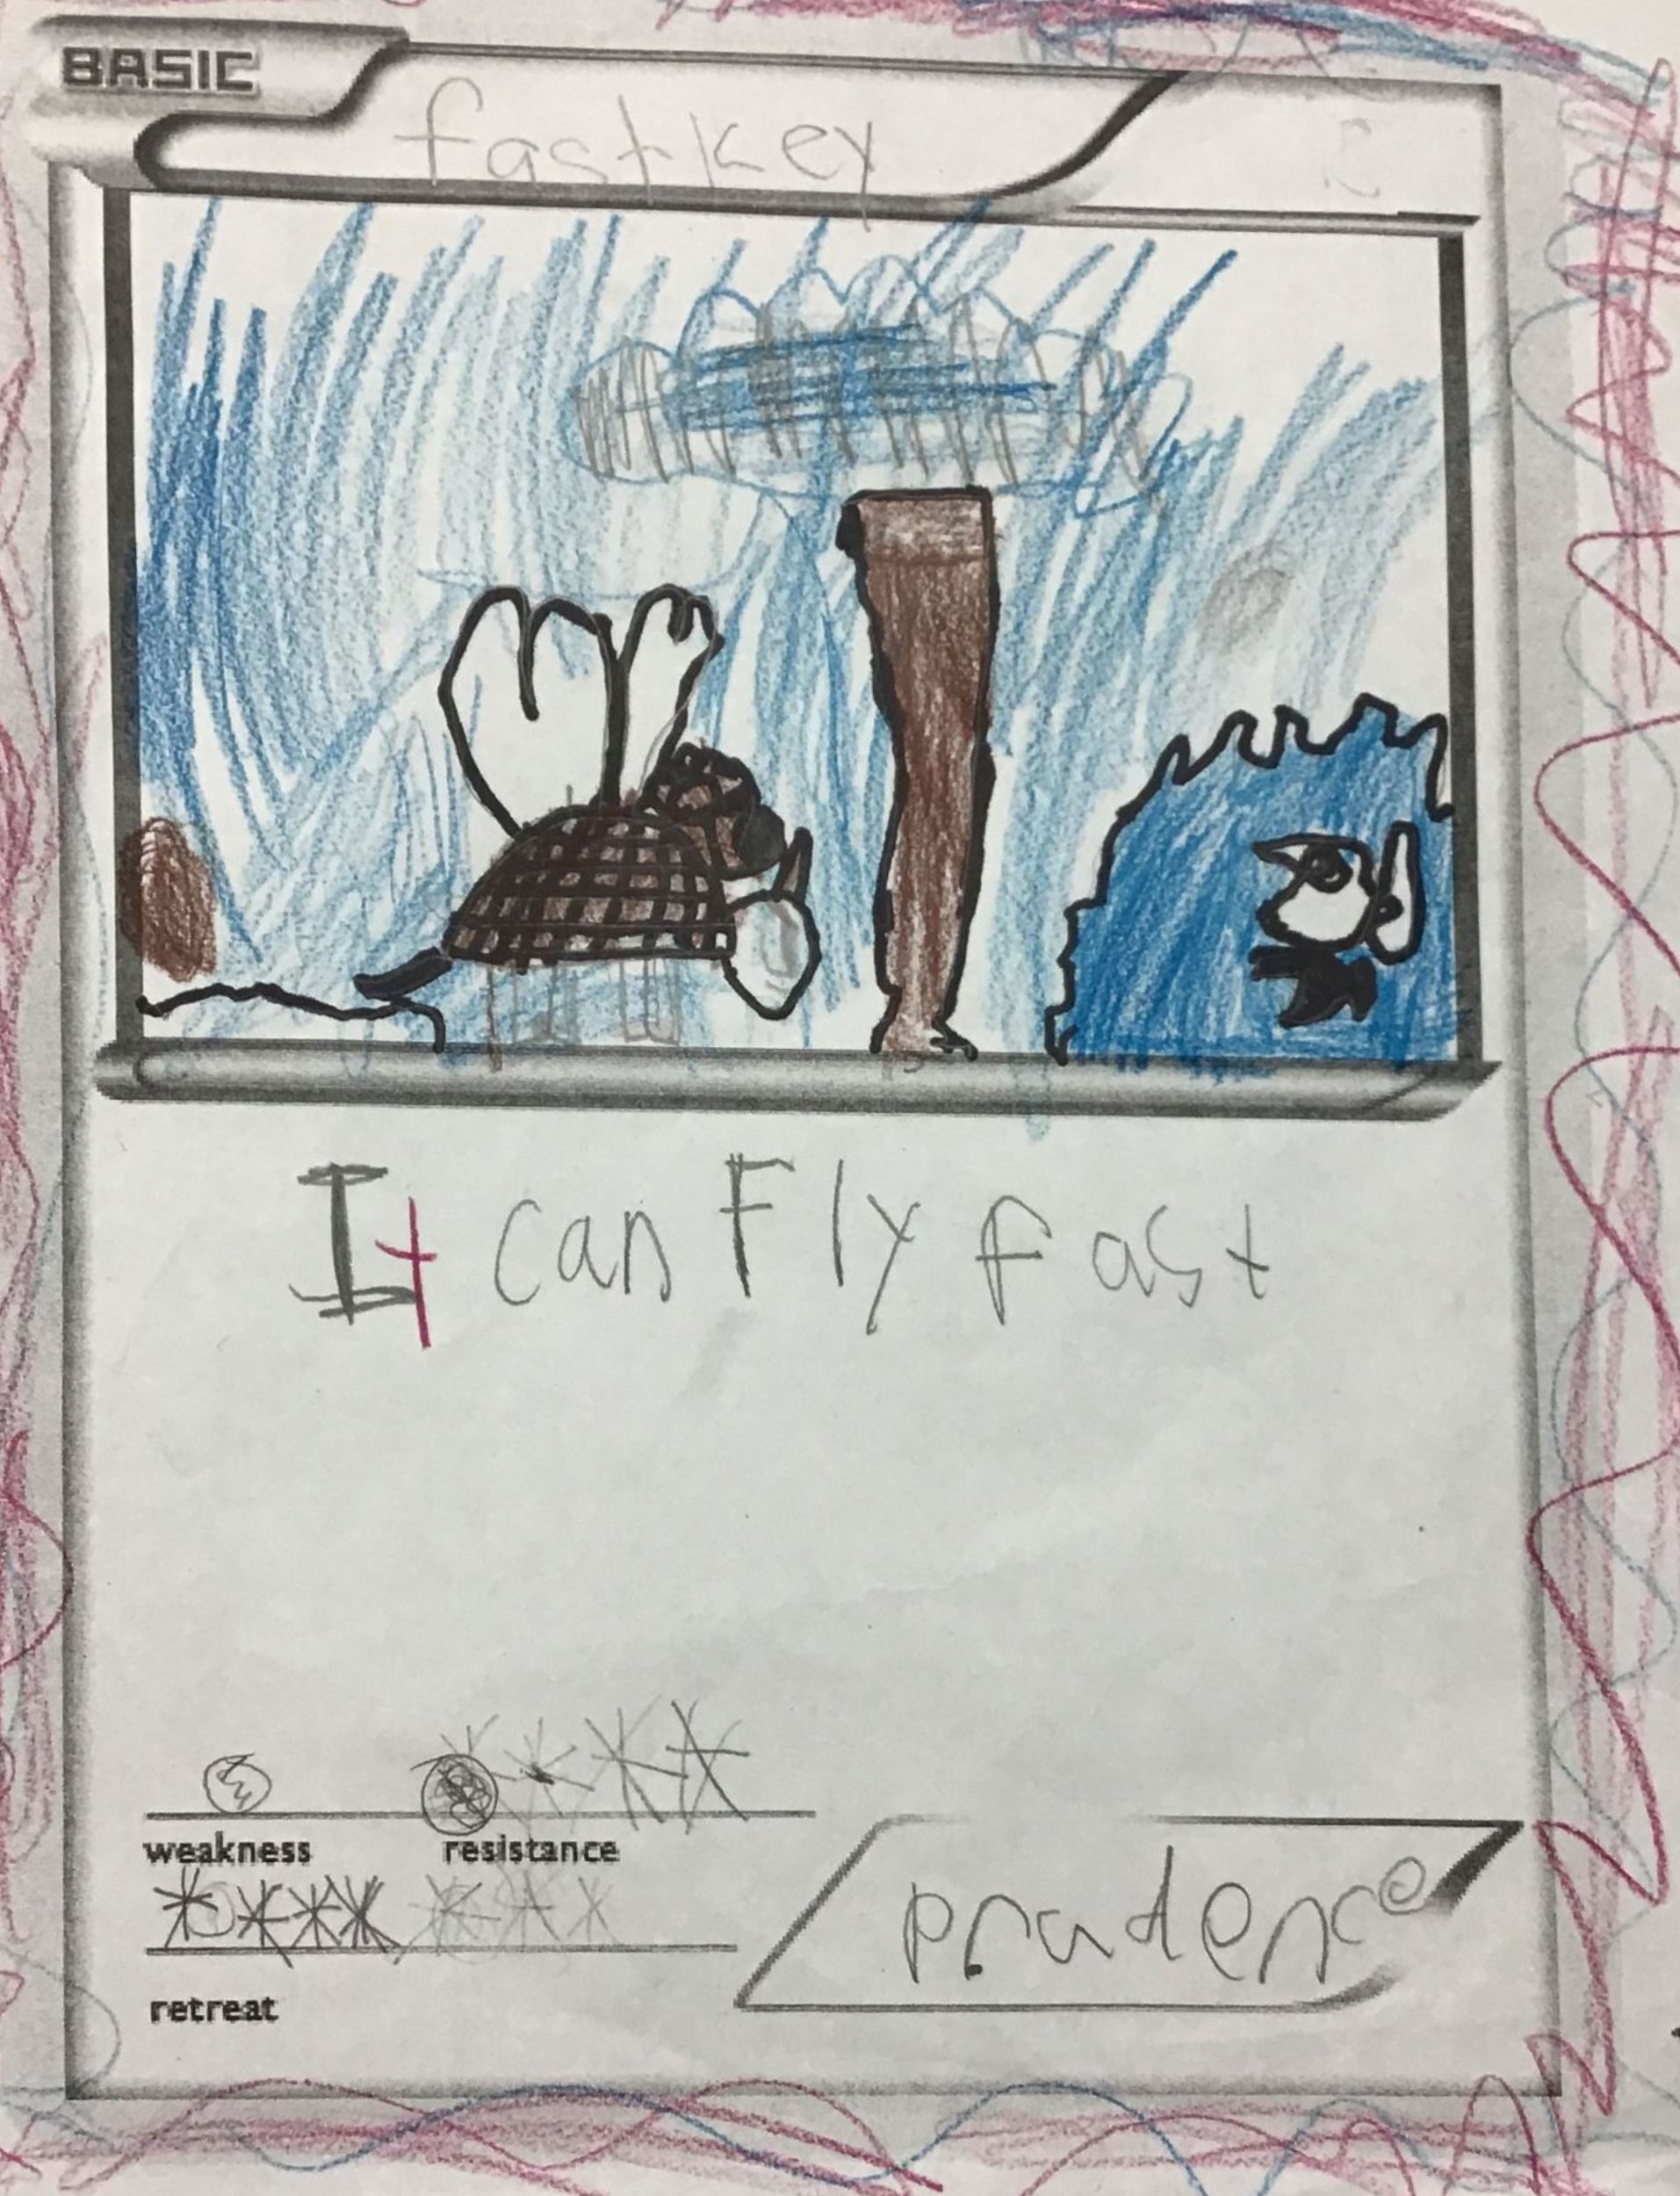 BASIC
fastkey
It can Fly fast
weakness resistance
retreat
prudence